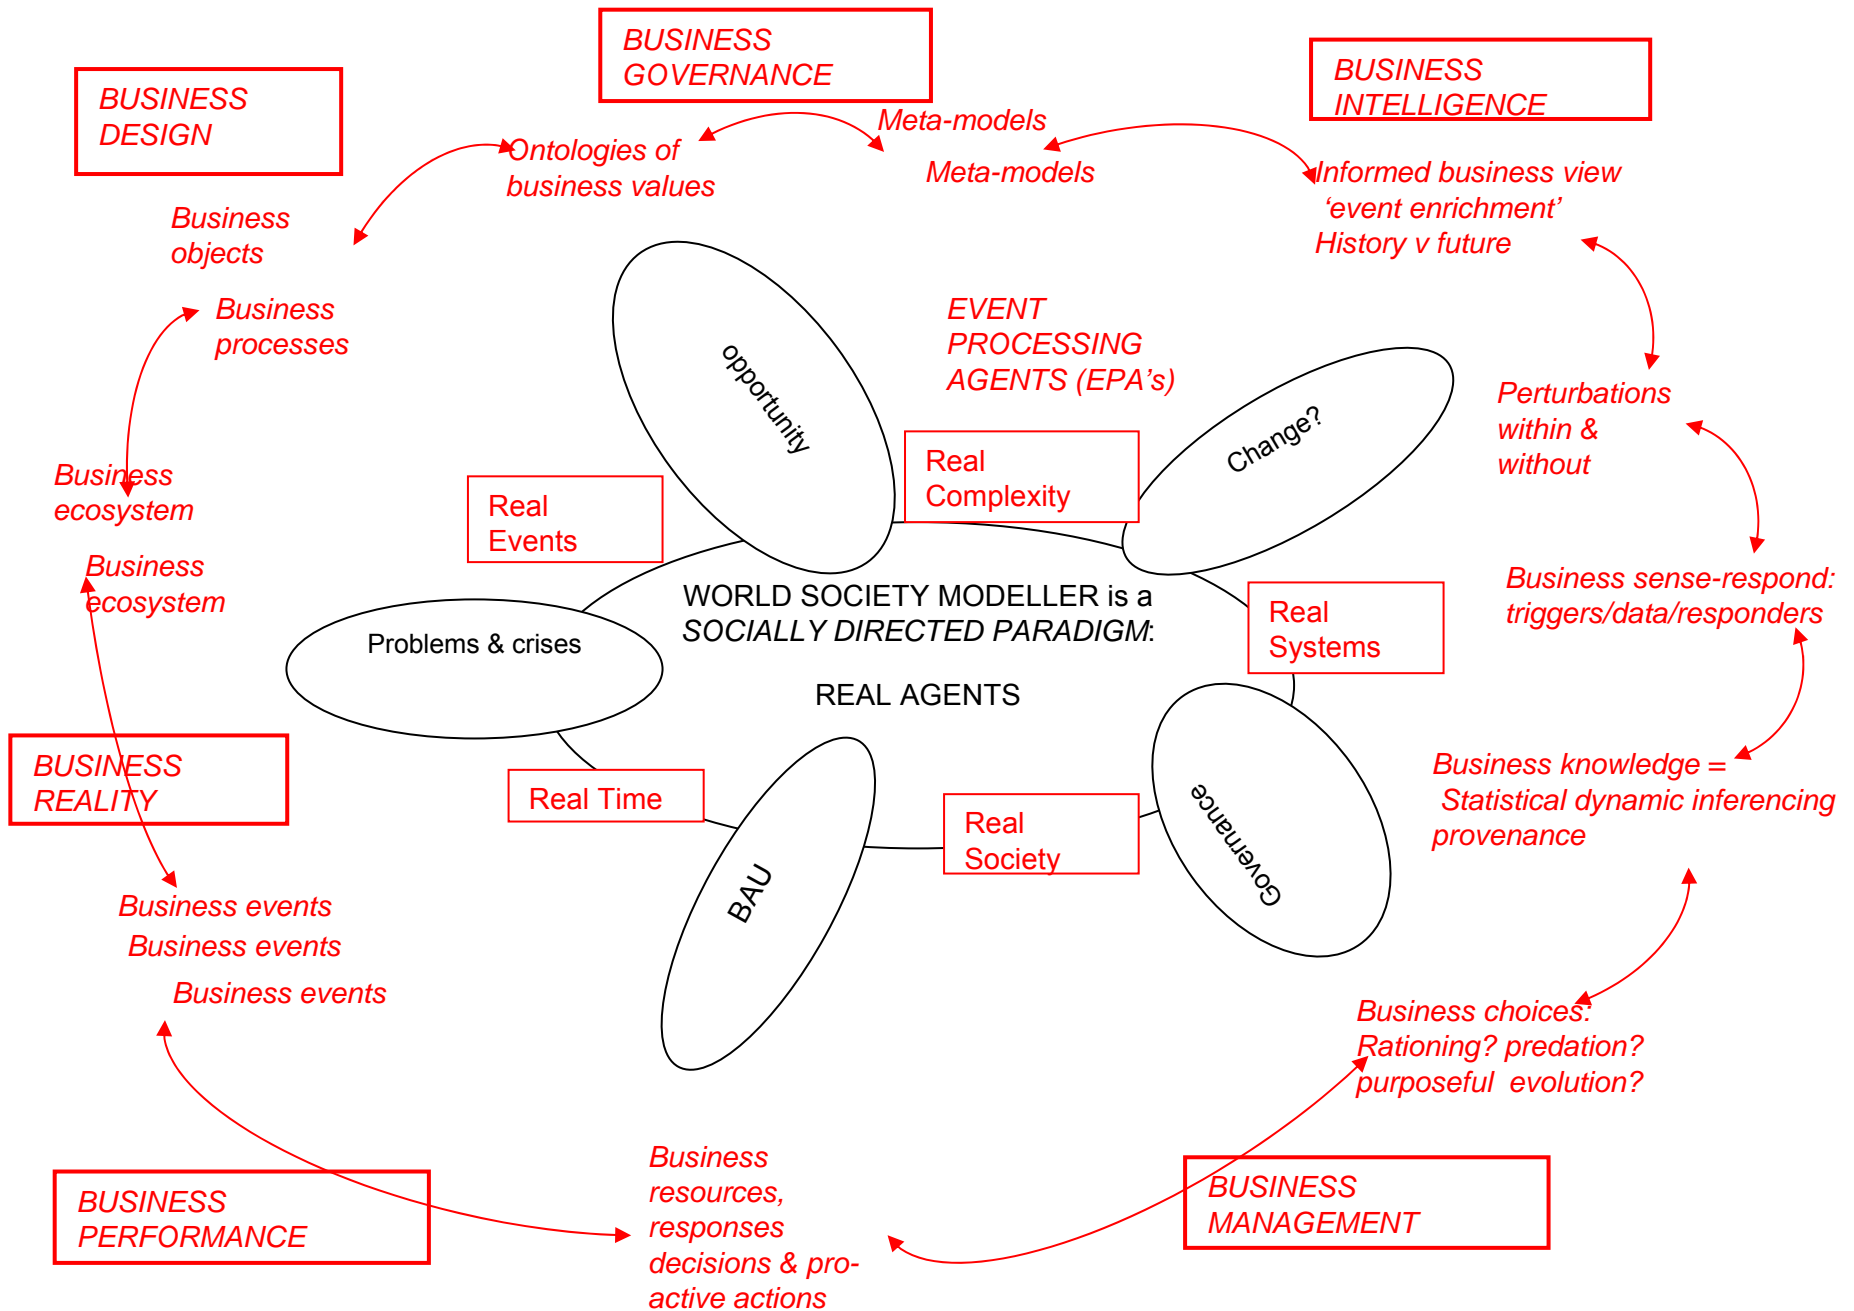 BUSINESS
GOVERNANCE
BUSINESS
INTELLIGENCE
BUSINESS
DESIGN
Meta-models
Meta-models
Ontologies of
business values
Informed business view
‘event enrichment’
History v future
Business
objects
Business
processes
EVENT
PROCESSING
AGENTS (EPA’s)
opportunity
Change?
Perturbations
within &
without
Real
Complexity
Real
Events
Business
ecosystem
Business
ecosystem
WORLD SOCIETY MODELLER is a
SOCIALLY DIRECTED PARADIGM:
REAL AGENTS
Problems & crises
Real
Systems
Business sense-respond:
triggers/data/responders
BUSINESS
REALITY
Real Time
Real
Society
Governance
BAU
Business knowledge =
Statistical dynamic inferencing
provenance
Business events
Business events
Business events
Business choices:
Rationing? predation?
purposeful  evolution?
BUSINESS
PERFORMANCE
Business
resources,
responses
decisions & pro-
active actions
BUSINESS
MANAGEMENT